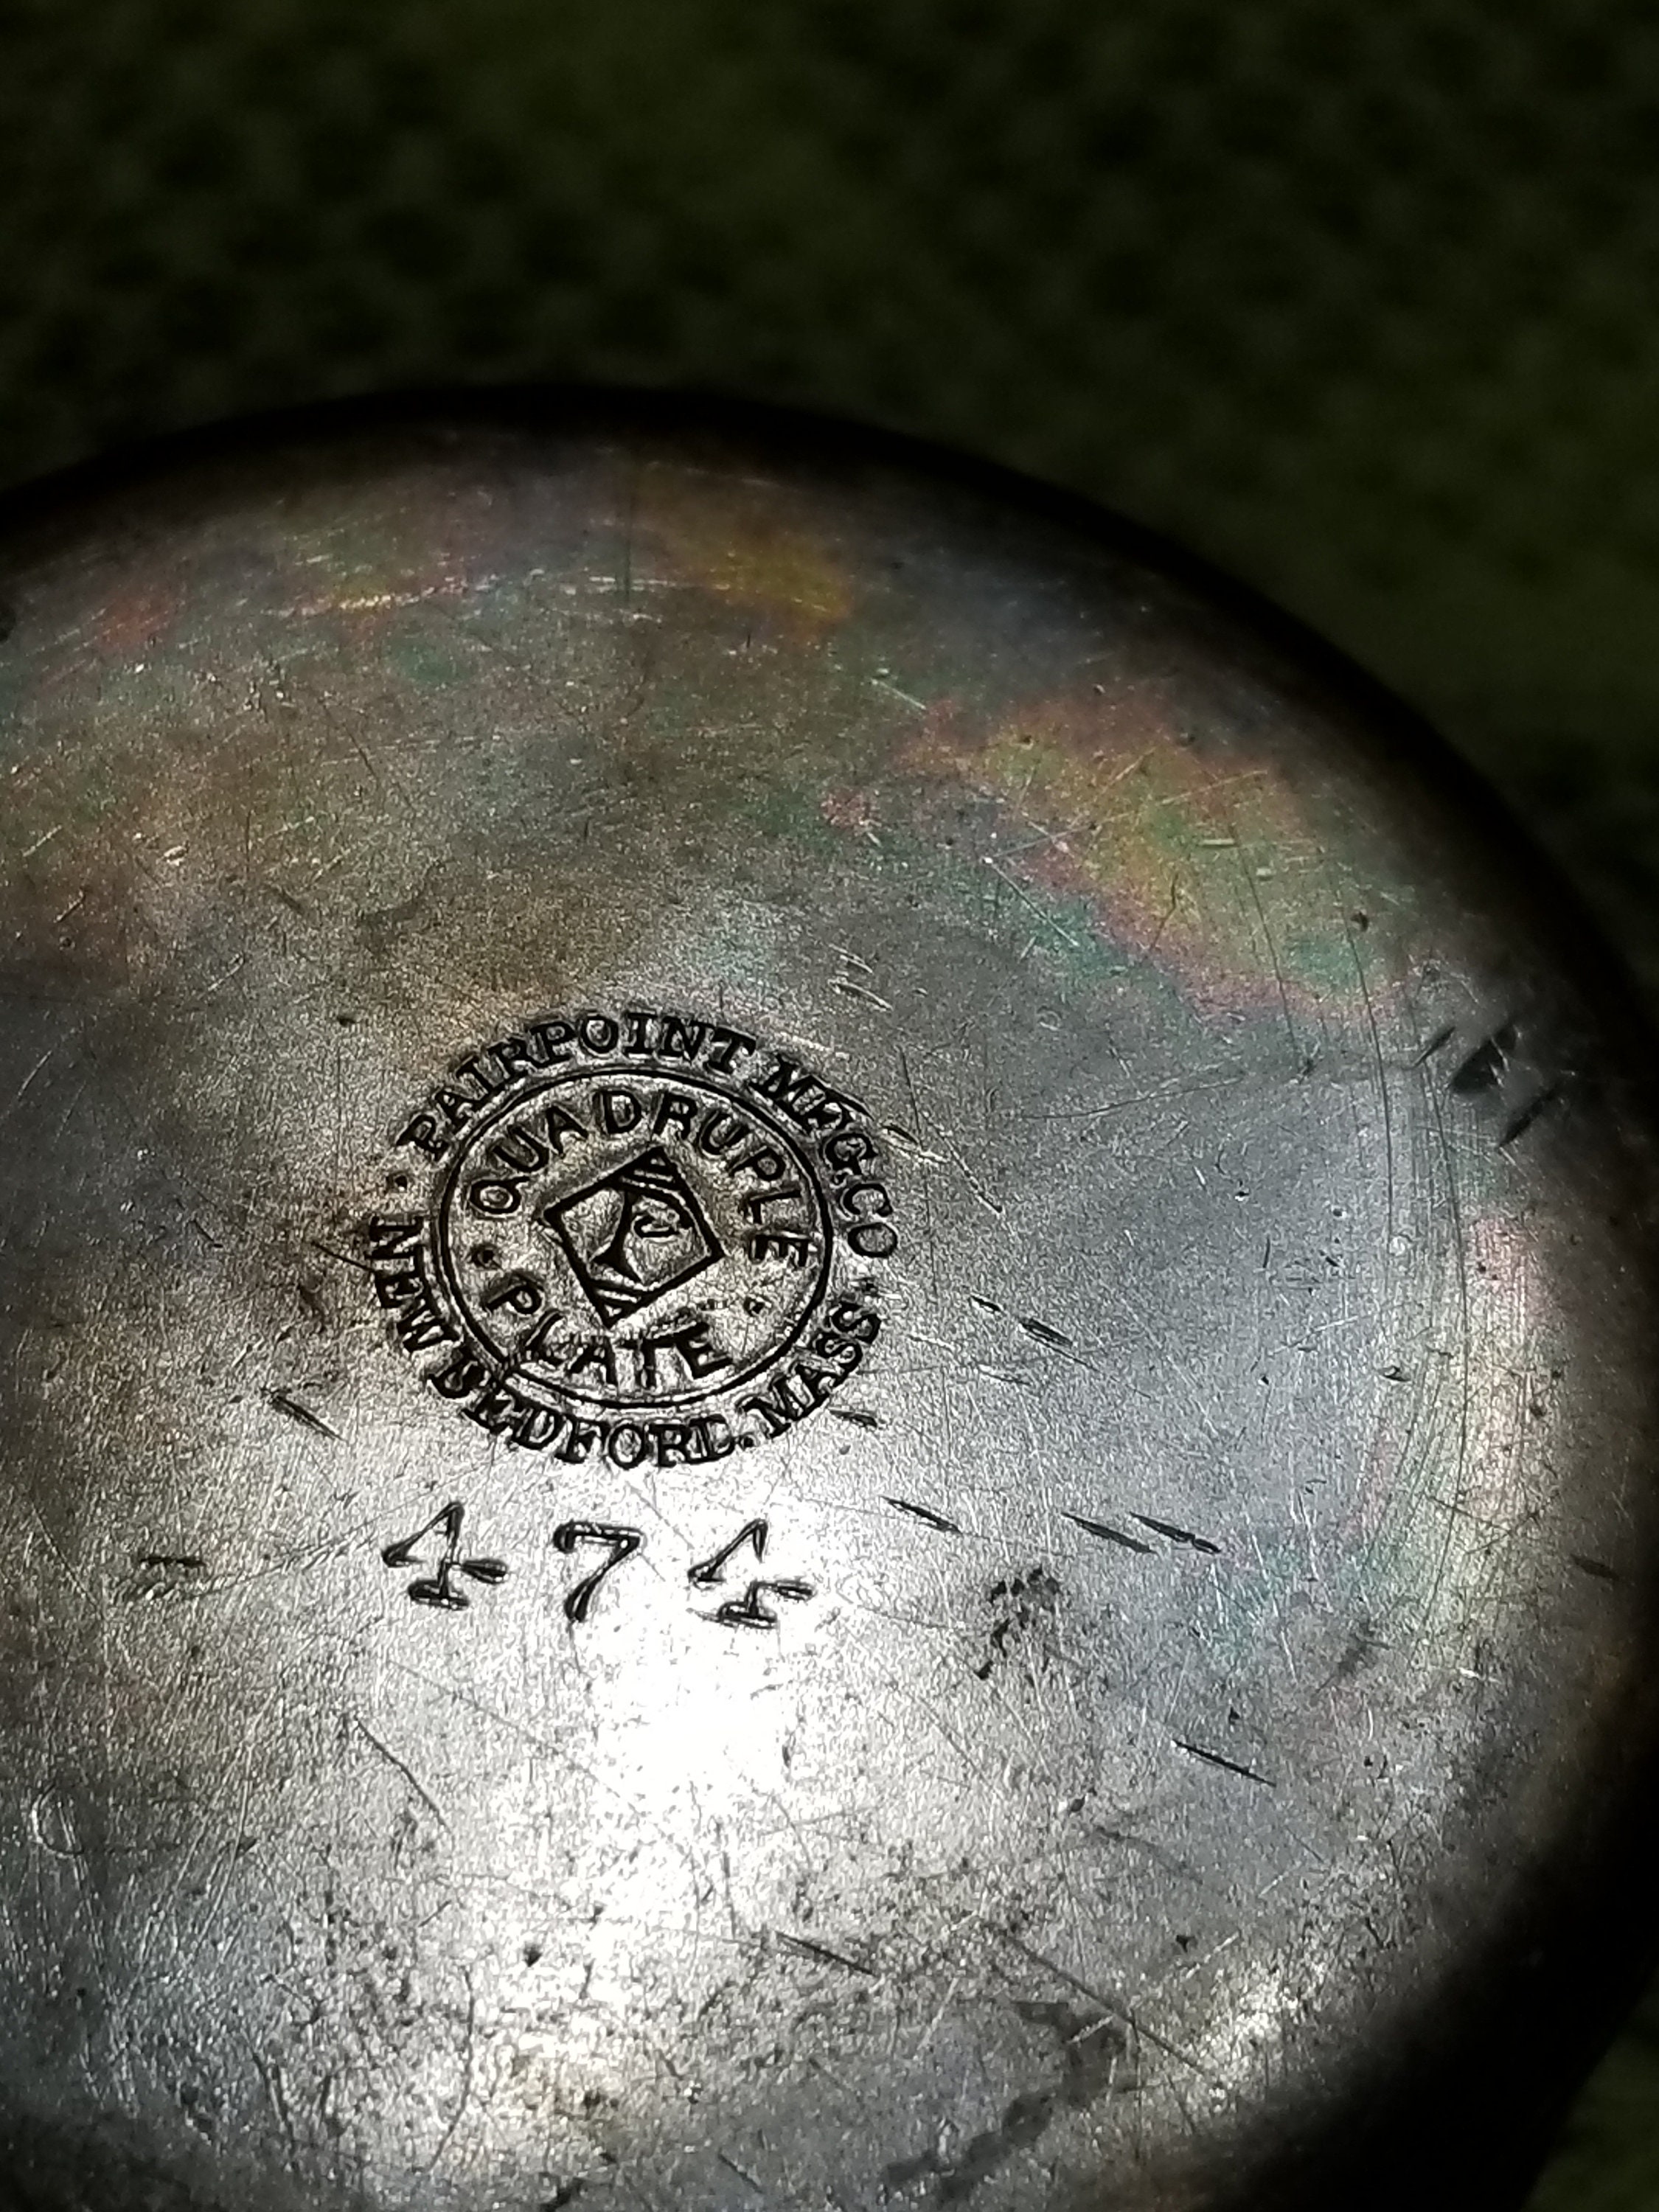 PAIRPOINT MFG. CO
NEW BEDFORD. MASS
QUADRUPLE
PLATE
P
474